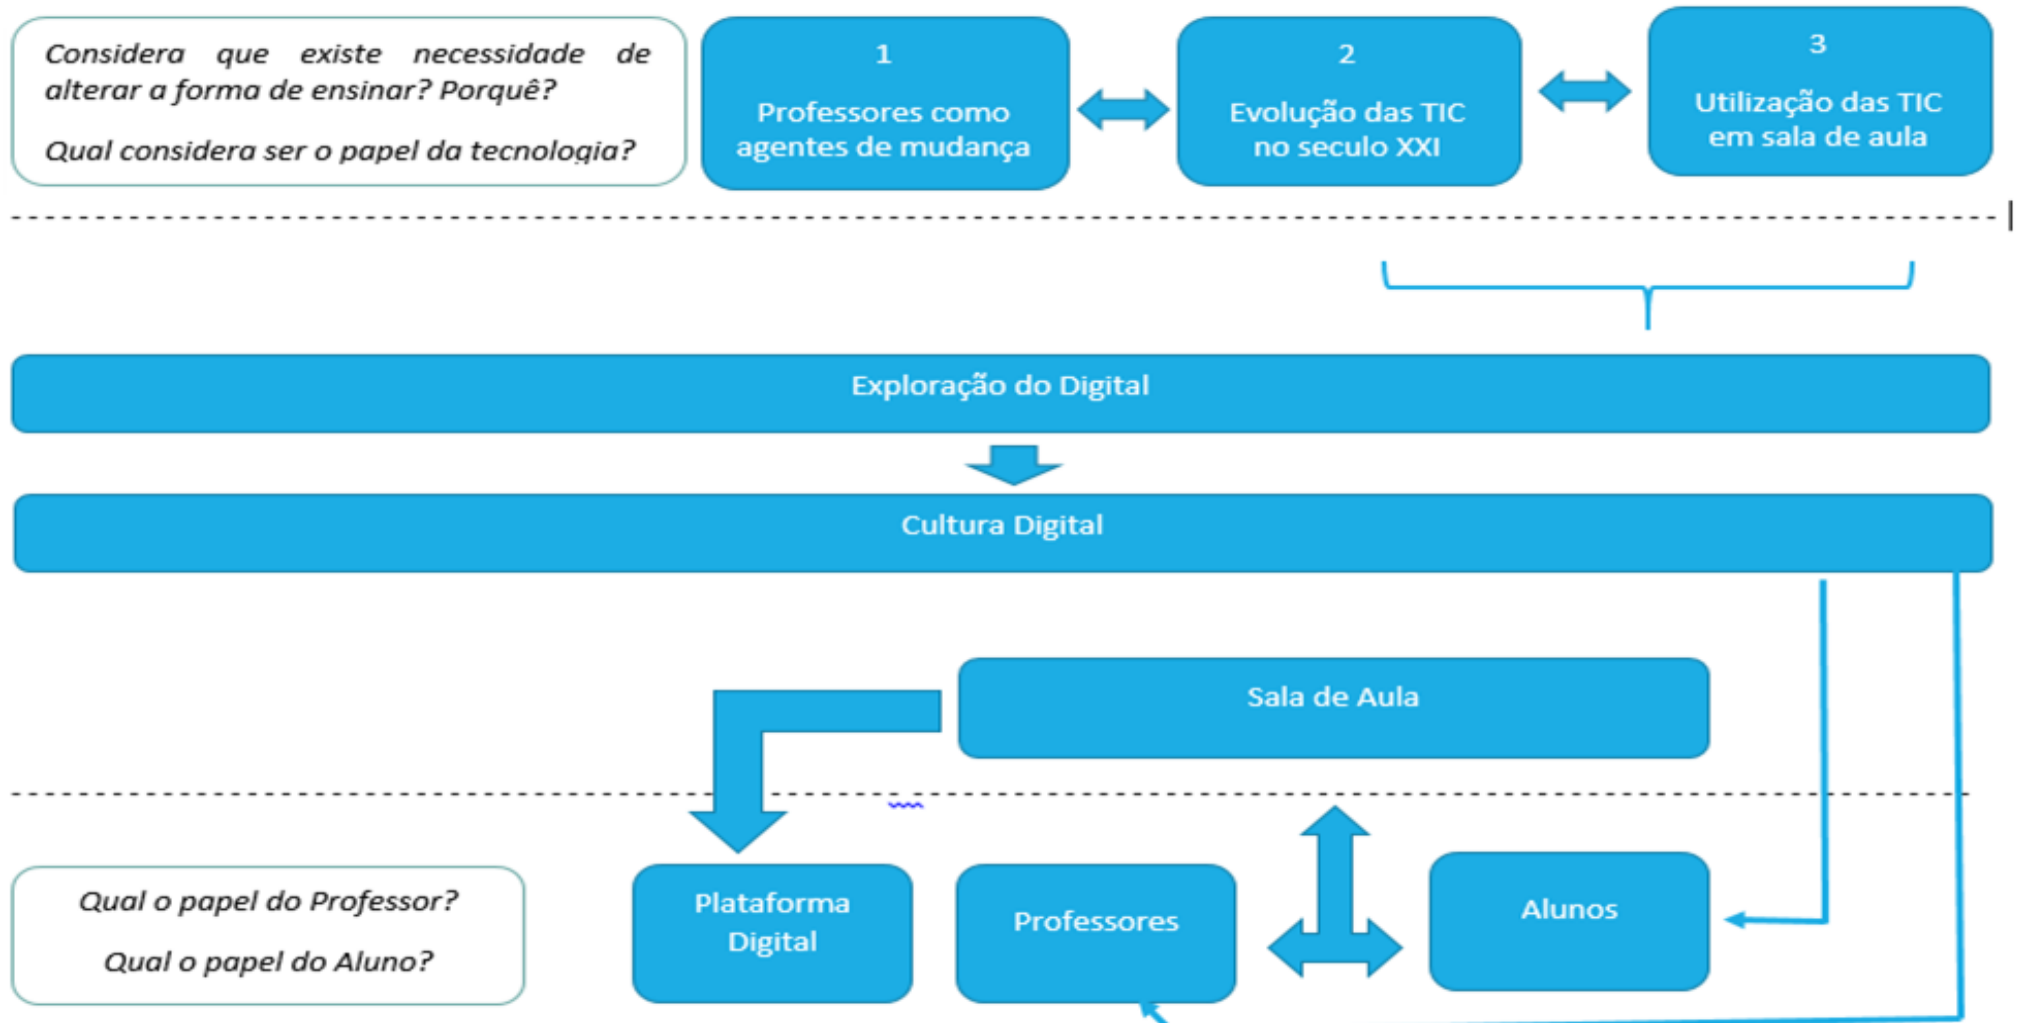 Considera que existe necessidade de
alterar a forma de ensinar? Porquê?
Qual considera ser o papel da tecnologia?
1
Professores como
agentes de mudança
2
Evolução das TIC
no seculo XXI
3
Utilização das TIC
em sala de aula
Exploração do Digital
Cultura Digital
Sala de Aula
Qual o papel do Professor?
Qual o papel do Aluno?
Plataforma
Digital
Professores
Alunos